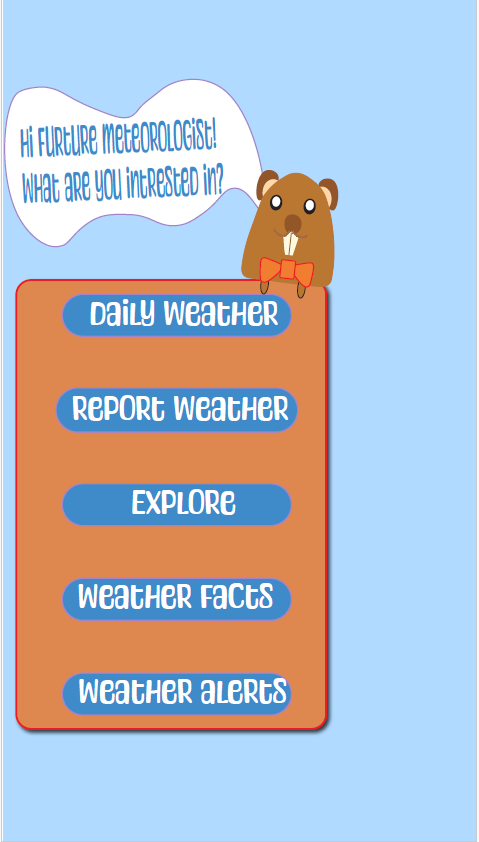 Hi Furture Meteorologist!
What are you intrested in?
Daily Weather
Report Weather
Explore
Weather Facts
Weather alerts